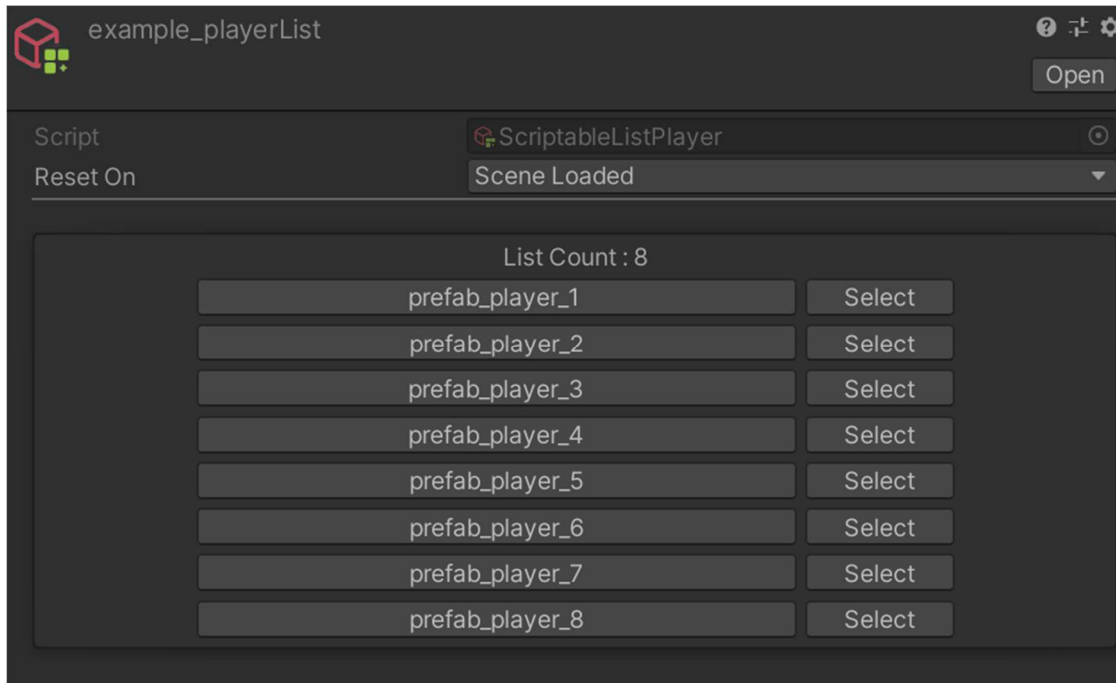 example_playerList
Open
Script ScriptableListPlayer
Reset On Scene Loaded
List Count : 8
prefab_player_1 Select
prefab_player_2 Select
prefab_player_3 Select
prefab_player_4 Select
prefab_player_5 Select
prefab_player_6 Select
prefab_player_7 Select
prefab_player_8 Select